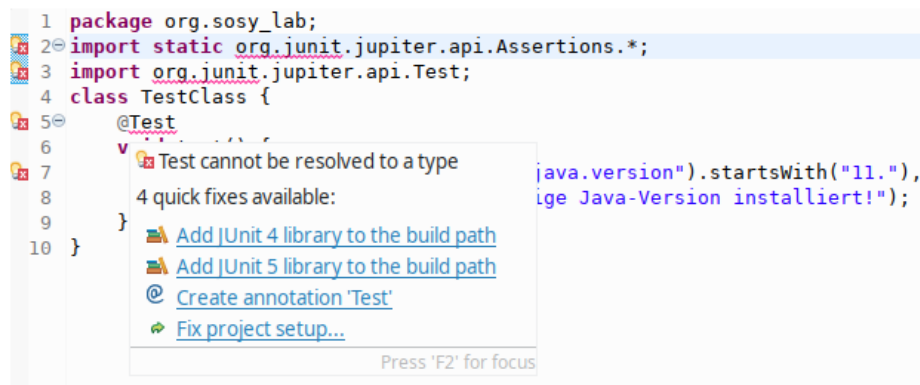 1 package org.sosy_lab;
2 import static org.junit.jupiter.api.Assertions.*;
3 import org.junit.jupiter.api.Test;
4 class TestClass {
5 @Test
6 v
Test cannot be resolved to a type
4 quick fixes available:
Add JUnit 4 library to the build path
Add JUnit 5 library to the build path
Create annotation 'Test'
Fix project setup...
Press 'F2' for focus
7 java.version").startsWith("11."),
8 ige Java-Version installiert!");
9 }
10 }